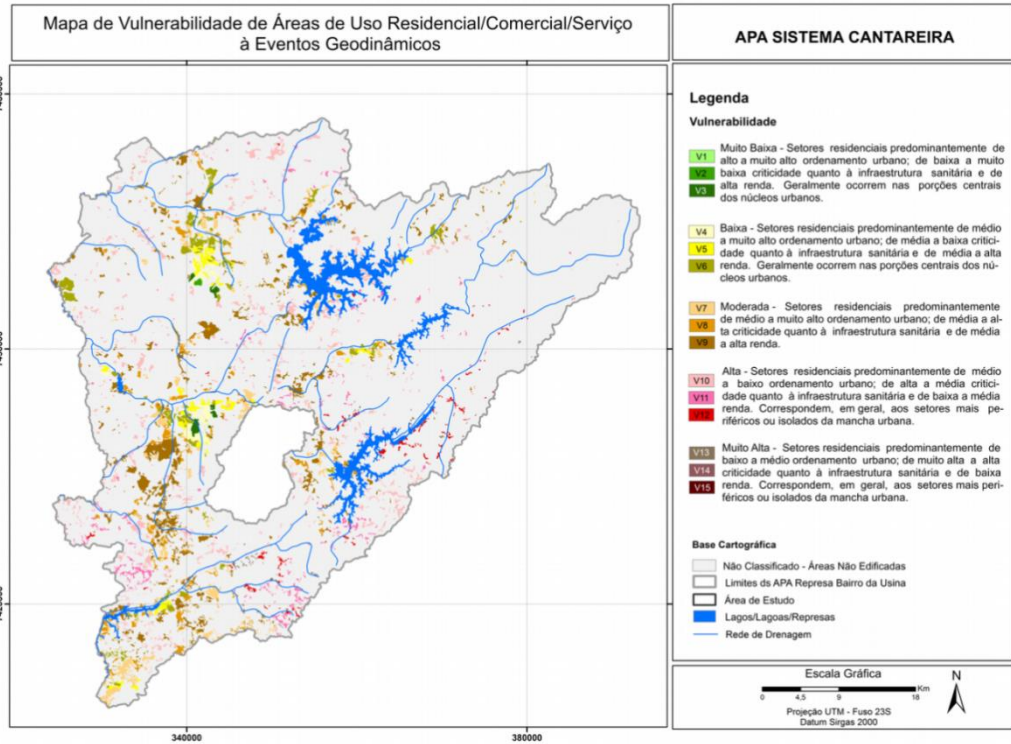 Mapa de Vulnerabilidade de Áreas de Uso Residencial/Comercial/Serviço
à Eventos Geodinâmicos
APA SISTEMA CANTAREIRA
Legenda
Vulnerabilidade
V1
V2
V3
Muito Baixa - Setores residenciais predominantemente de
alto a muito alto ordenamento urbano; de baixa a muito
baixa criticidade quanto à infraestrutura sanitária e de
alta renda. Geralmente ocorrem nas porções centrais
dos núcleos urbanos.
V4
V5
V6
Baixa - Setores residenciais predominantemente de médio
a muito alto ordenamento urbano; de média a baixa critici-
dade quanto à infraestrutura sanitária e de média a alta
renda. Geralmente ocorrem nas porções centrais dos nú-
cleos urbanos.
V7
V8
V9
Moderada - Setores residenciais predominantemente
de médio a muito alto ordenamento urbano; de média a al-
ta criticidade quanto à infraestrutura sanitária e de média
a alta renda.
V10
V11
V12
Alta - Setores residenciais predominantemente de médio
a baixo ordenamento urbano; de alta a média critici-
dade quanto à infraestrutura sanitária e de baixa a média
renda. Correspondem, em geral, aos setores mais pe-
riféricos ou isolados da mancha urbana.
V13
V14
V15
Muito Alta - Setores residenciais predominantemente de
baixo a médio ordenamento urbano; de muito alta a alta
criticidade quanto à infraestrutura sanitária e de baixa
renda. Correspondem, em geral, aos setores mais peri-
féricos ou isolados da mancha urbana.
Base Cartográfica
Não Classificado - Áreas Não Edificadas
Limites ds APA Represa Bairro da Usina
Área de Estudo
Lagos/Lagoas/Represas
Rede de Drenagem
Escala Gráfica
Km
0 4,5 9 18
N
Projeção UTM - Fuso 23S
Datum Sirgas 2000
340000
380000